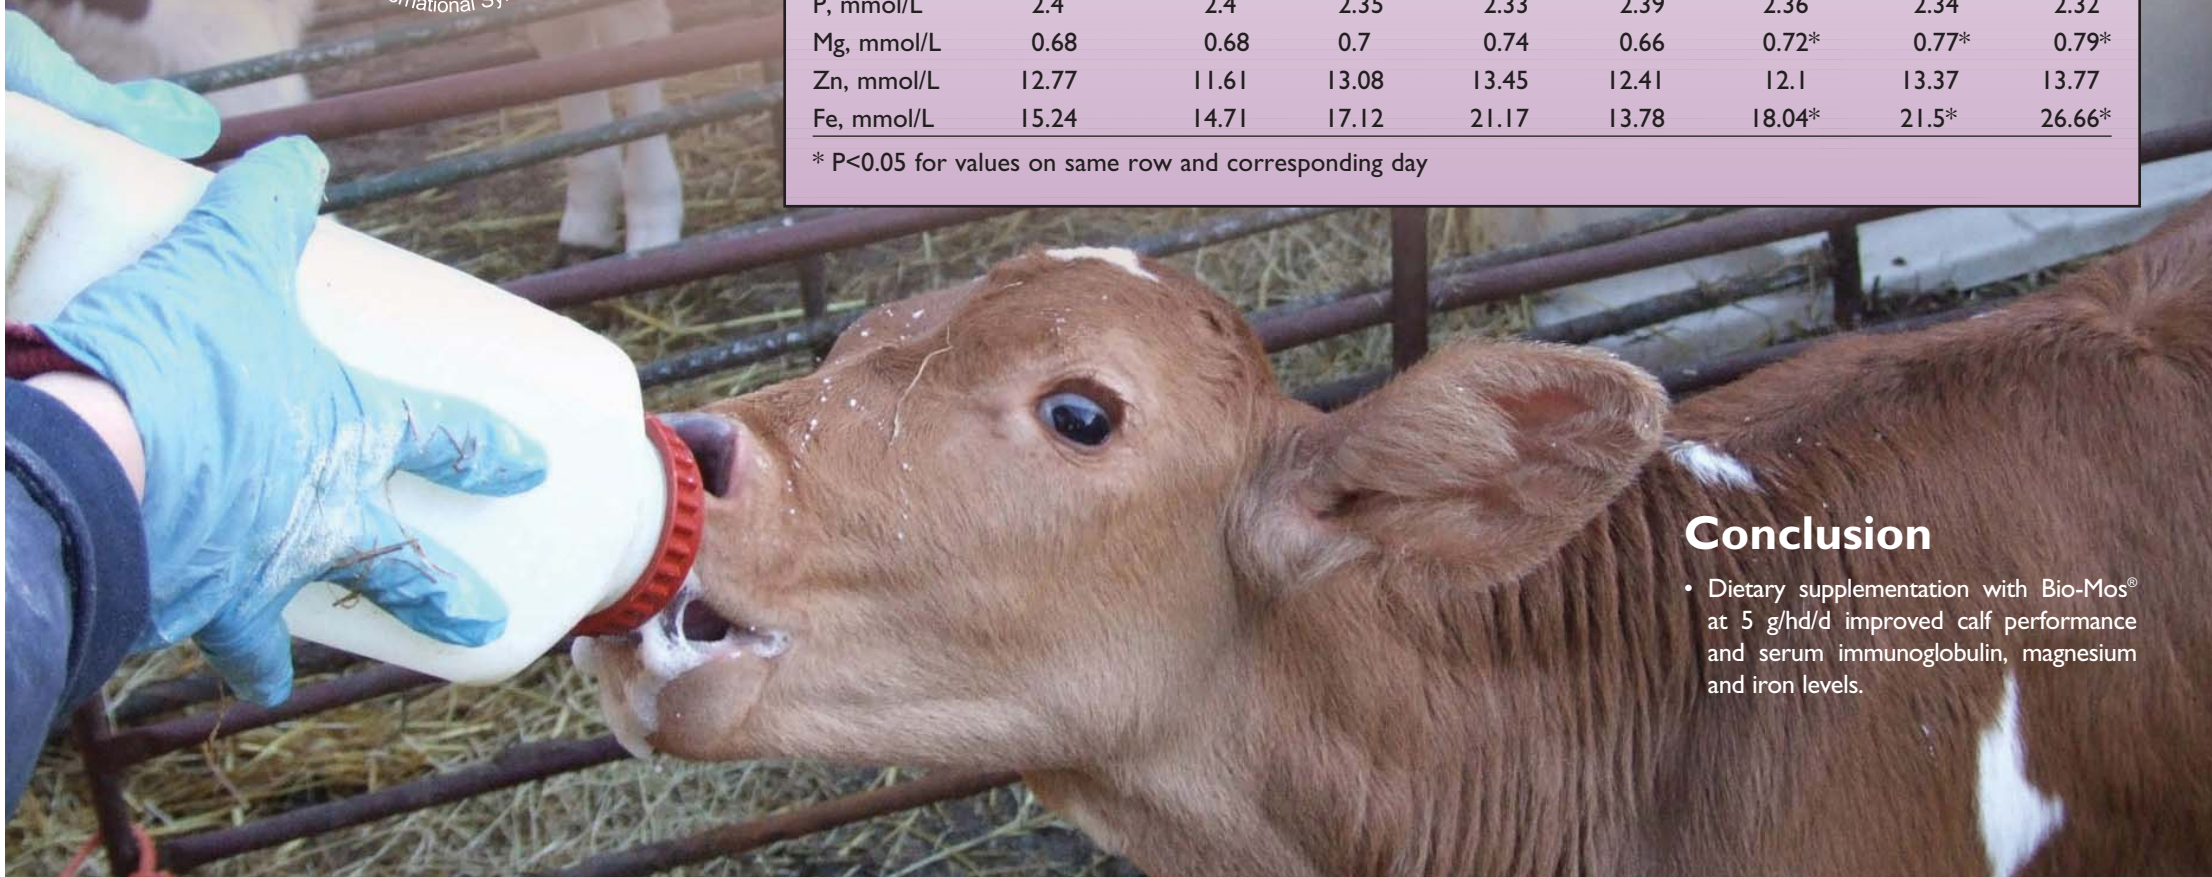 P, mmol/L 2.4 2.4 2.35 2.33 2.39 2.36 2.34 2.32
Mg, mmol/L 0.68 0.68 0.7 0.74 0.66 0.72* 0.77* 0.79*
Zn, mmol/L 12.77 11.61 13.08 13.45 12.41 12.1 13.37 13.77
Fe, mmol/L 15.24 14.71 17.12 21.17 13.78 18.04* 21.5* 26.66*
* P<0.05 for values on same row and corresponding day
Conclusion
• Dietary supplementation with Bio-Mos®
at 5 g/hd/d improved calf performance
and serum immunoglobulin, magnesium
and iron levels.